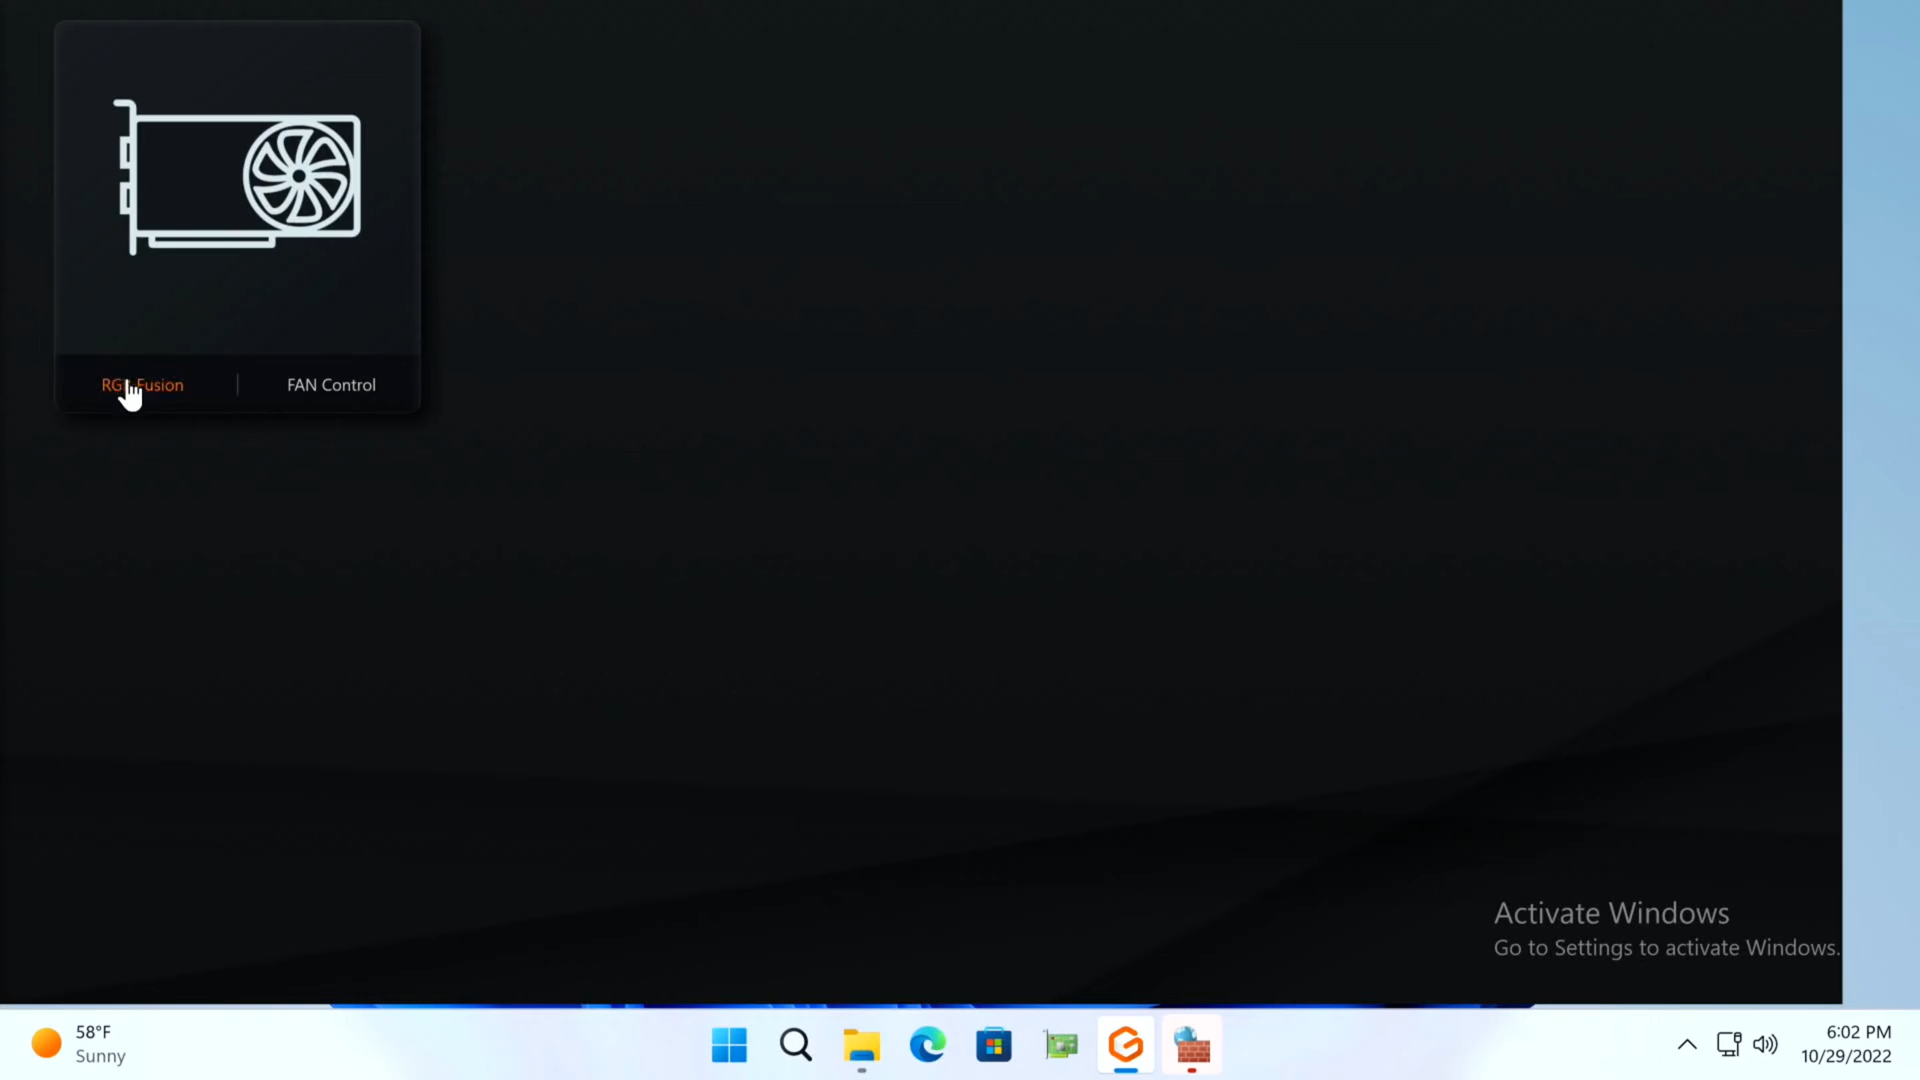 RGB Fusion
FAN Control
Activate Windows
Go to Settings to activate Windows.
58°F
Sunny
6:02 PM
10/29/2022